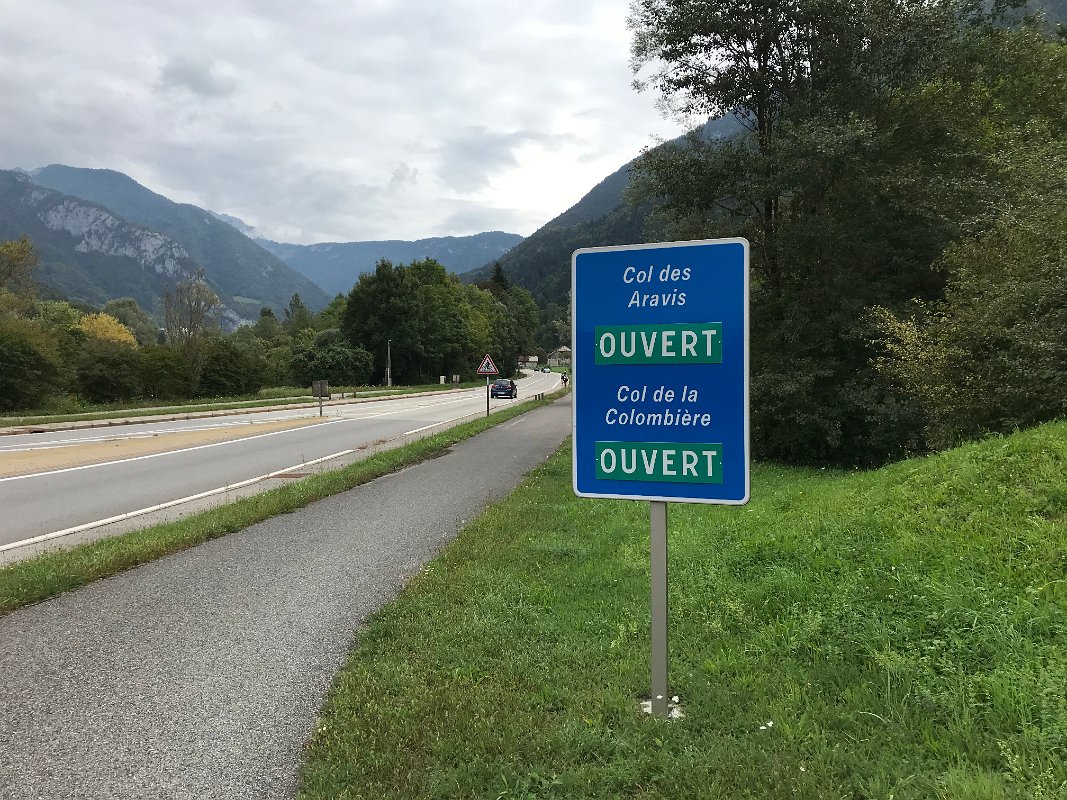 Col des
Aravis
OUVERT
Col de la
Colombière
OUVERT